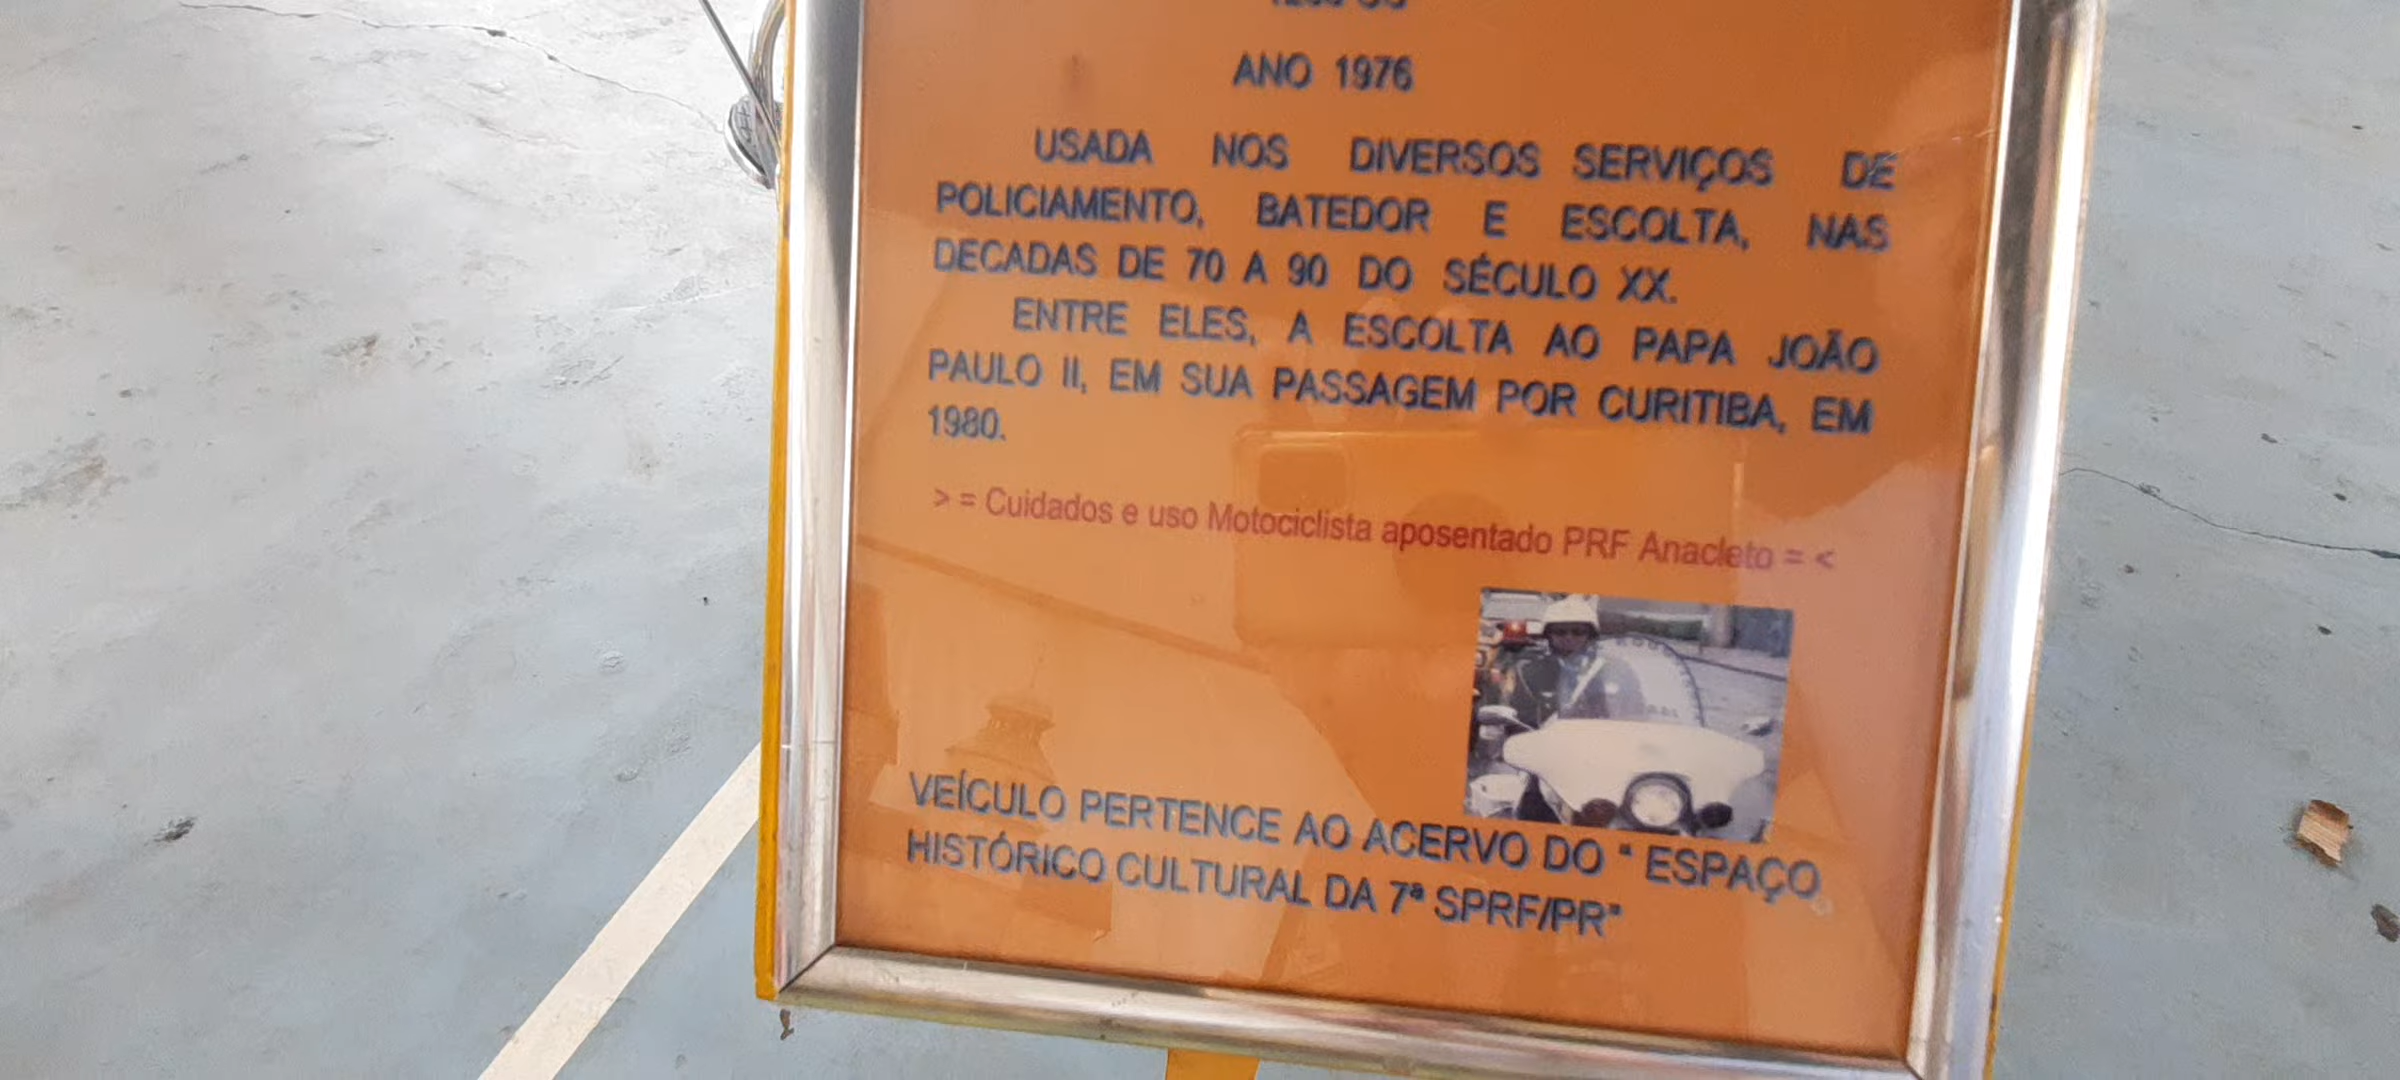 ANO 1976
USADA NOS DIVERSOS SERVIÇOS DE
POLICIAMENTO, BATEDOR E ESCOLTA, NAS
DECADAS DE 70 A 90 DO SÉCULO XX.
ENTRE ELES, A ESCOLTA AO PAPA JOÃO
PAULO II, EM SUA PASSAGEM POR CURITIBA, EM
1980.
> = Cuidados e uso Motociclista aposentado PRF Anacleto = <
VEÍCULO PERTENCE AO ACERVO DO " ESPAÇO
HISTÓRICO CULTURAL DA 7ª SPRF/PR"